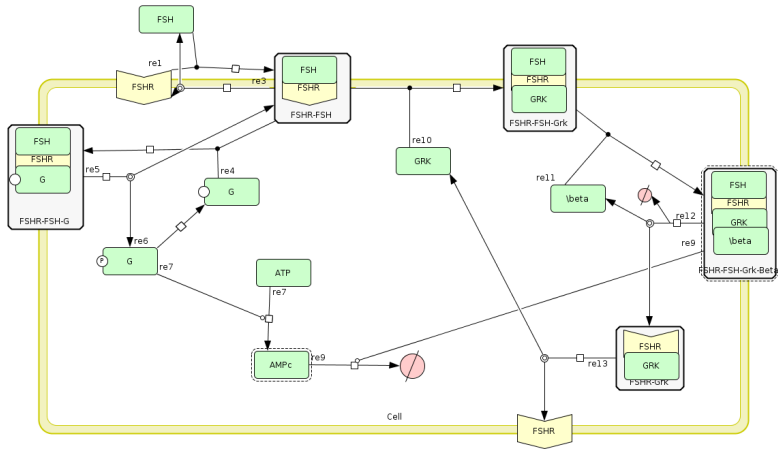 FSH
re1
FSHR
re3
FSH
FSHR
FSHR-FSH
FSH
FSHR
GRK
FSHR-FSH-Grk
FSH
FSHR
G
FSHR-FSH-G
re5
re4
G
re10
GRK
re11
\beta
re12
re9
FSH
FSHR
GRK
\beta
FSHR-FSH-Grk-Beta
re6
P
G
re7
ATP
re7
AMPc
re9
re13
FSHR
GRK
FSHR-Grk
Cell
FSHR